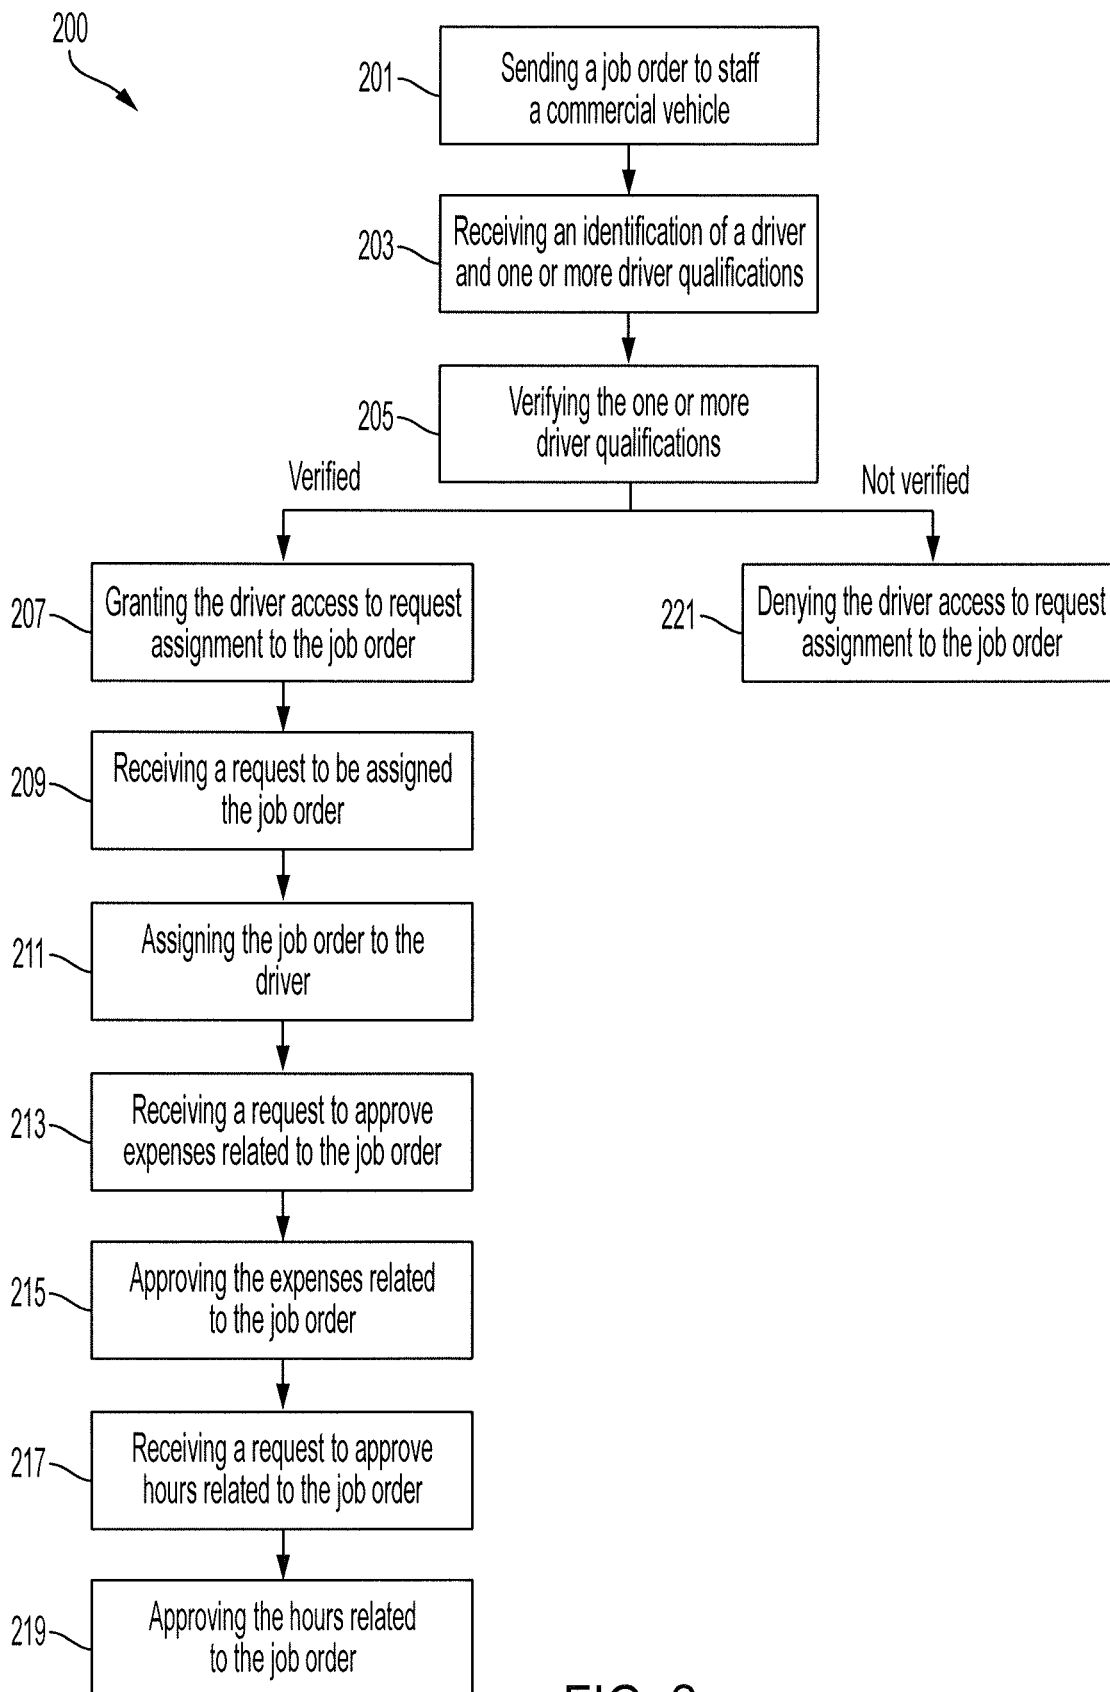 200
201
Sending a job order to staff
a commercial vehicle
203
Receiving an identification of a driver
and one or more driver qualifications
205
Verifying the one or more
driver qualifications
Verified
Not verified
207
Granting the driver access to request
assignment to the job order
221
Denying the driver access to request
assignment to the job order
209
Receiving a request to be assigned
the job order
211
Assigning the job order to the
driver
213
Receiving a request to approve
expenses related to the job order
215
Approving the expenses related
to the job order
217
Receiving a request to approve
hours related to the job order
219
Approving the hours related
to the job order
FIG.